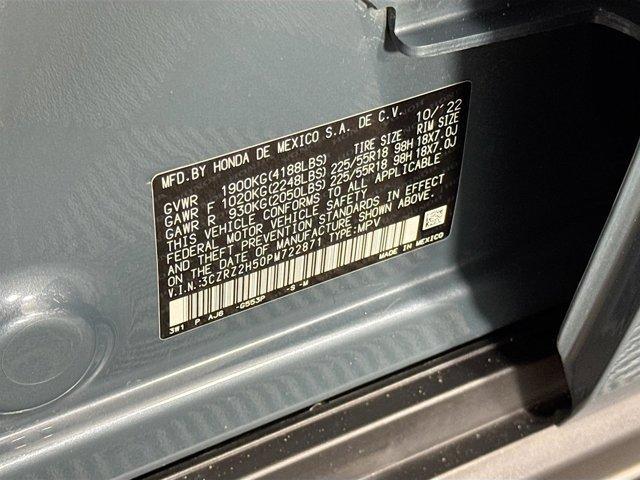 MFD.BY HONDA DE MEXICO S.A. DE C.V. 10/22
TIRE SIZE RIM SIZE
GVWR 1900KG(4188LBS)
GAWR F 1020KG(2248LBS) 225/55R18 98H 18X7.0J
GAWR R 930KG(2050LBS) 225/55R18 98H 18X7.0J
THIS VEHICLE CONFORMS TO ALL APPLICABLE
FEDERAL MOTOR VEHICLE SAFETY
AND THEFT PREVENTION STANDARDS IN EFFECT
ON THE DATE OF MANUFACTURE SHOWN ABOVE.
V.I.N.:3CZRZ2H50PM722871 TYPE:MPV
MADE IN MEXICO
3W1 P AJ6 -G553P -S -M